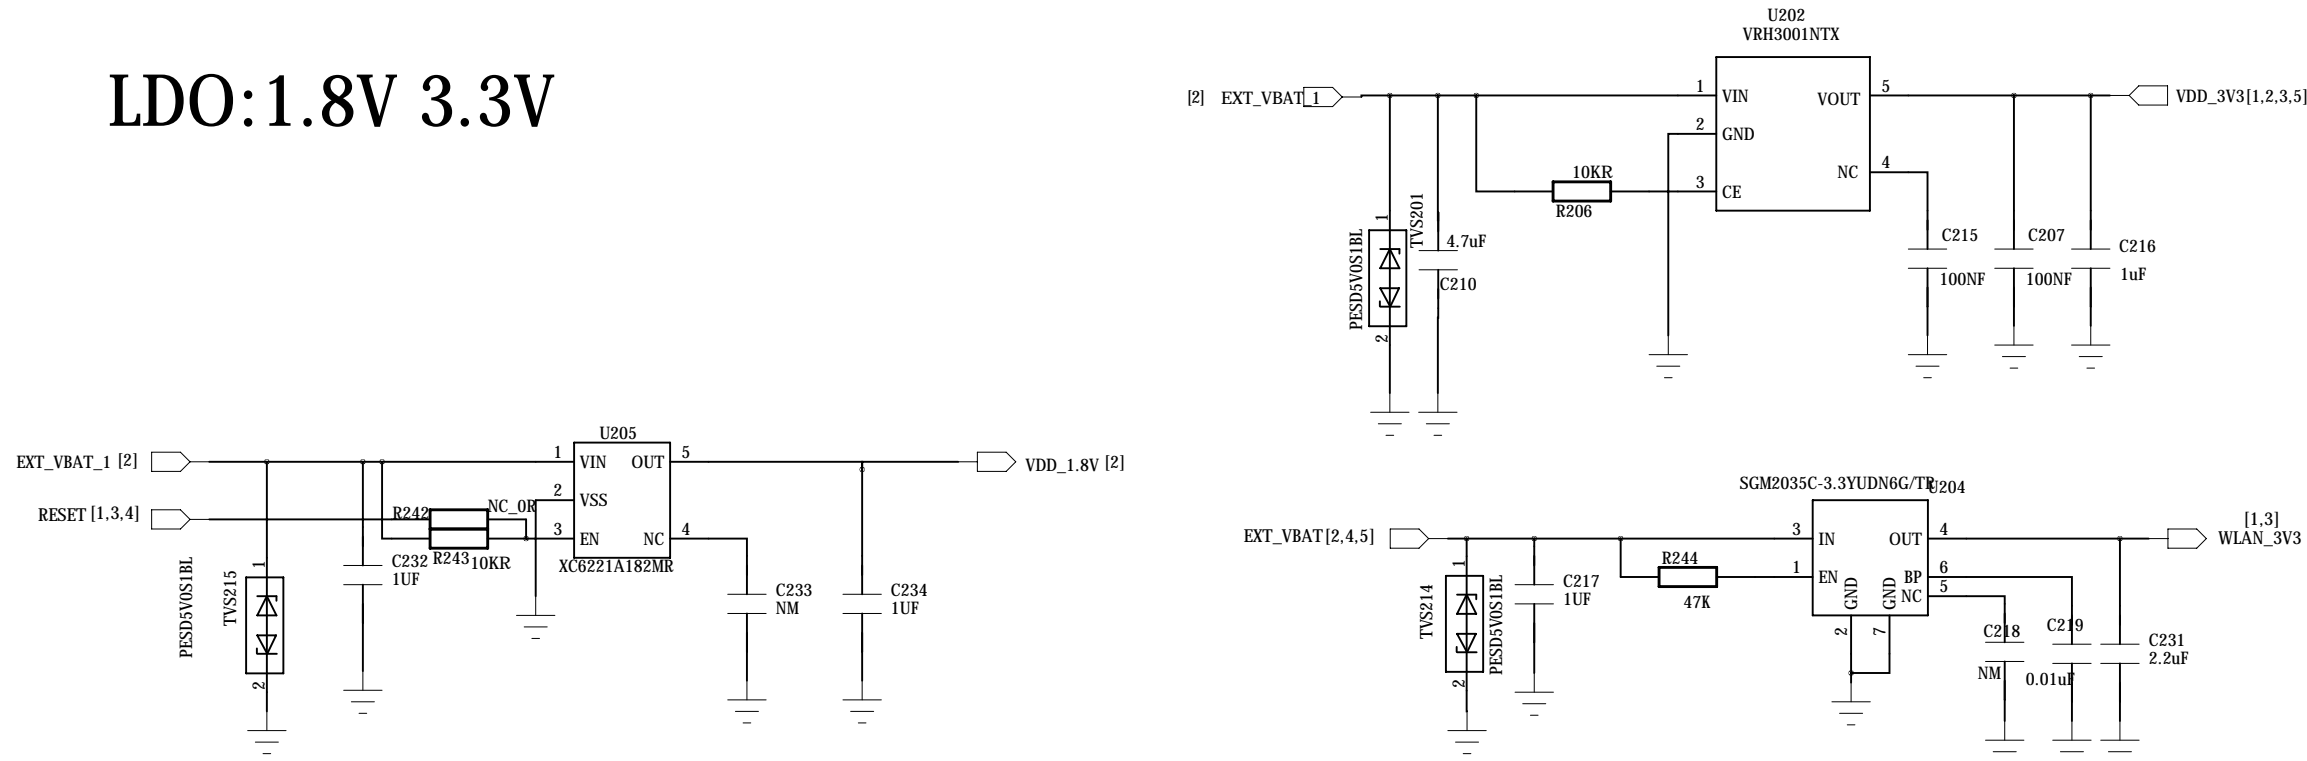 LDO:1.8V 3.3V
U202
VRH3001NTX
[2] EXT_VBAT_1
1
VIN
VOUT
5
VDD_3V3[1,2,3,5]
2
GND
NC
4
10KR
3
CE
R206
1
TVS201
PESD5V0S1BL
2
4.7uF
C210
C215
100NF
C207
100NF
C216
1uF
U205
EXT_VBAT_1 [2]
1
VIN
OUT
5
VDD_1.8V [2]
2
VSS
RESET [1,3,4]
R242
NC_0R
3
EN
NC
4
R243
10KR
XC6221A182MR
C232
1UF
PESD5V0S1BL
TVS215
1
2
C233
NM
C234
1UF
SGM2035C-3.3YUDN6G/TR
U204
EXT_VBAT[2,4,5]
3
IN
OUT
4
[1,3]
WLAN_3V3
R244
47K
1
EN
BP
6
NC
5
GND
GND
2
7
TVS214
1
2
PESD5V0S1BL
C217
1UF
C218
NM
C219
0.01uF
C231
2.2uF